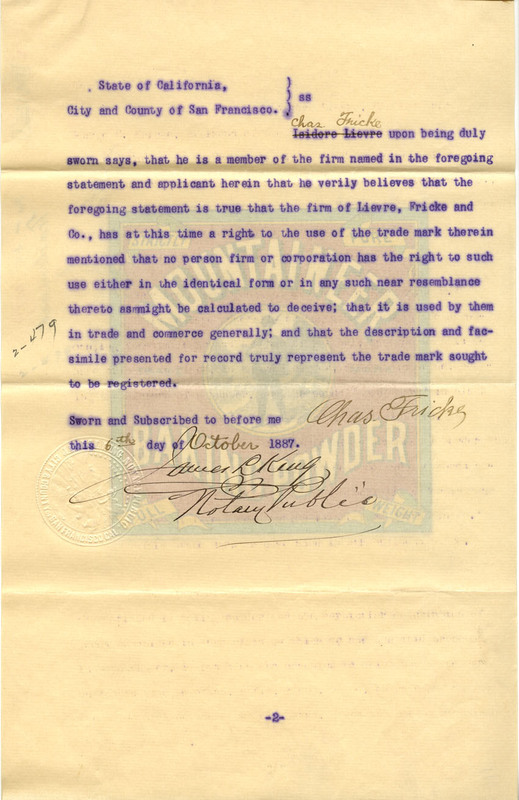 State of California,
City and County of San Francisco. ss
Chas Fricke
Isidore Lievre upon being duly
sworn says, that he is a member of the firm named in the foregoing
statement and applicant herein that he verily believes that the
foregoing statement is true that the firm of Lievre, Fricke and
Co., has at this time a right to the use of the trade mark therein
mentioned that no person firm or corporation has the right to such
use either in the identical form or in any such near resemblance
thereto as might be calculated to deceive; that it is used by them
in trade and commerce generally; and that the description and fac-
simile presented for record truly represent the trade mark sought
to be registered.
2-479
Chas. Fricke
Sworn and Subscribed to before me
this 6th day of October 1887.
James R. King
Notary Public
STRICTLY PURE
MOUNTAINEER
POWDER
FULL WEIGHT
-2-